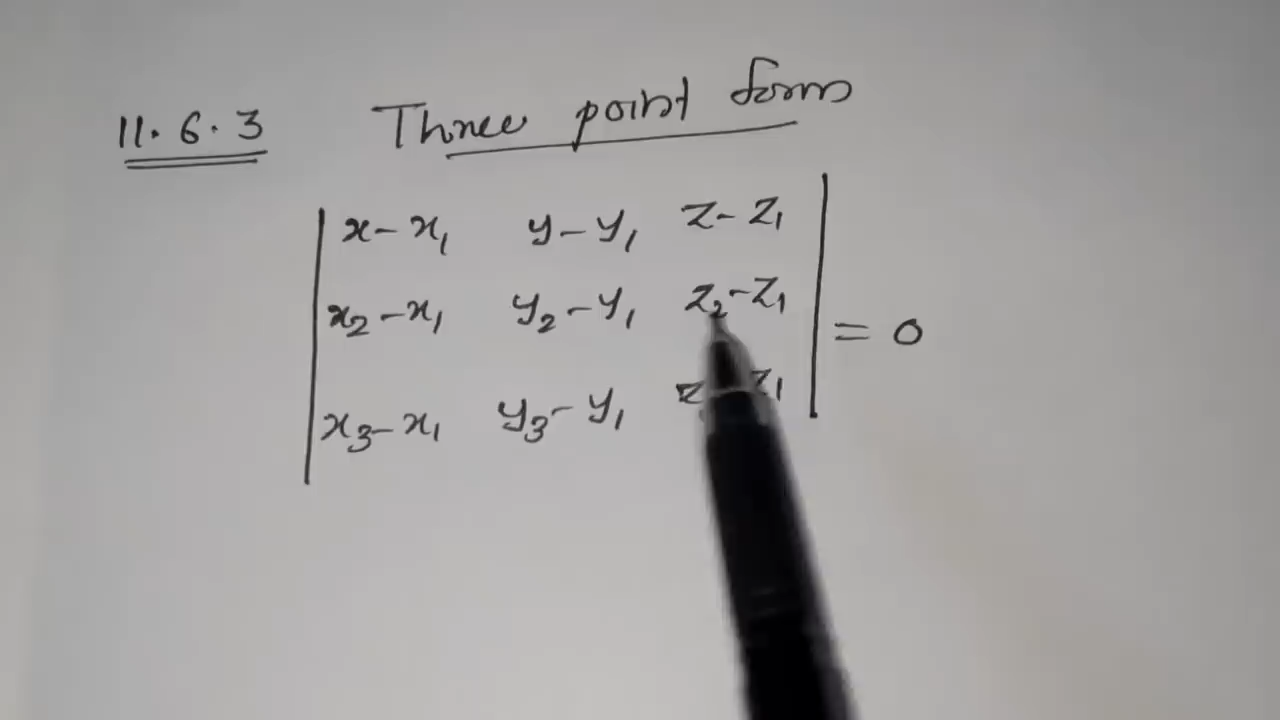 11.6.3 Three point form
x-x₁ y-y₁ z-z₁
x₂-x₁ y₂-y₁ z₂-z₁
= 0
x₃-x₁ y₃-y₁ z z₁